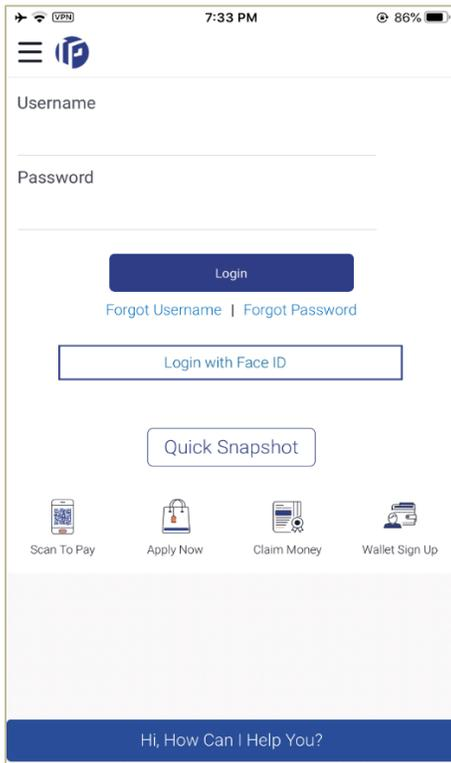 VPN 7:33 PM 86%
Username
Password
Login
Forgot Username | Forgot Password
Login with Face ID
Quick Snapshot
Scan To Pay Apply Now Claim Money Wallet Sign Up
Hi, How Can I Help You?